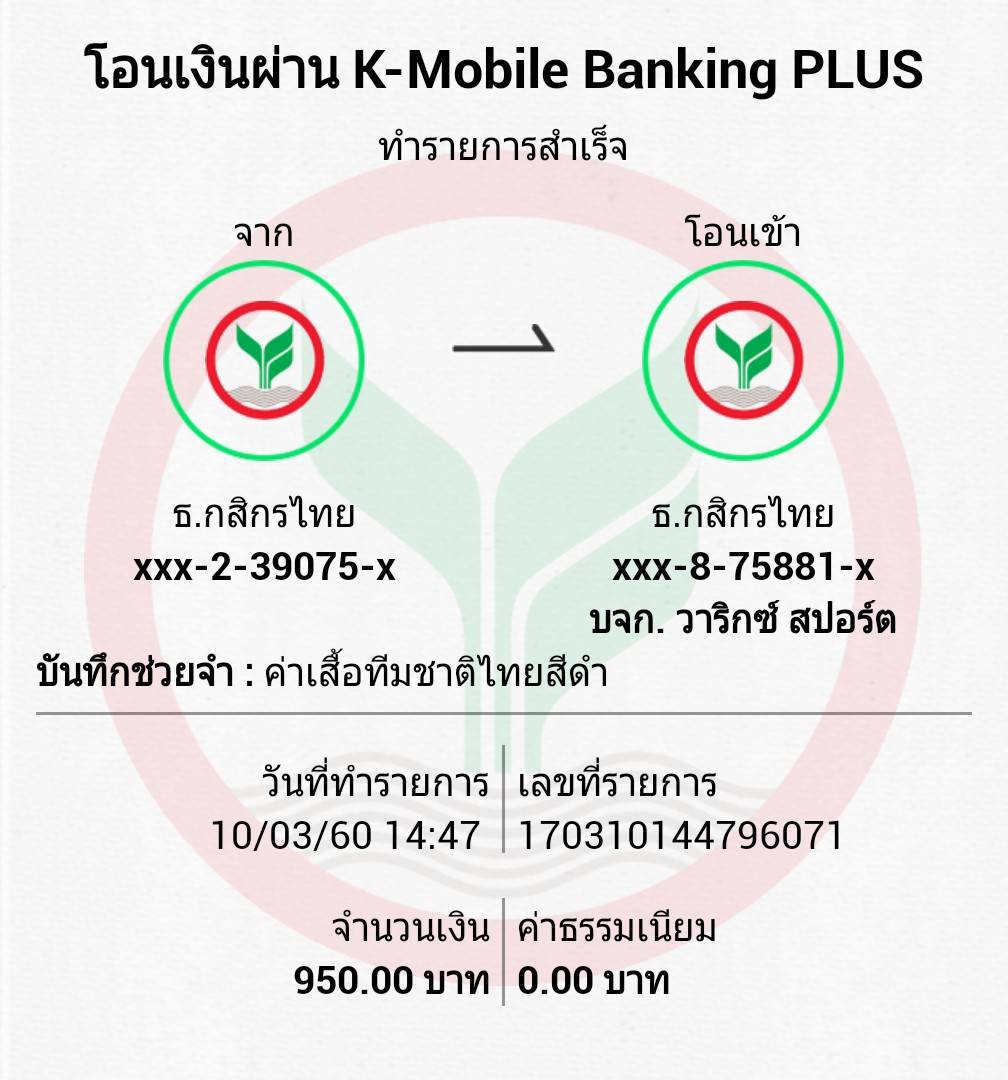 โอนเงินผ่าน K-Mobile Banking PLUS
ทำรายการสำเร็จ
จาก
โอนเข้า
ธ.กสิกรไทย
xxx-2-39075-x
ธ.กสิกรไทย
xxx-8-75881-x
บจก. วาริกซ์ สปอร์ต
บันทึกช่วยจำ : ค่าเสื้อทีมชาติไทยสีดำ
วันที่ทำรายการ
10/03/60 14:47
เลขที่รายการ
170310144796071
จำนวนเงิน
950.00 บาท
ค่าธรรมเนียม
0.00 บาท